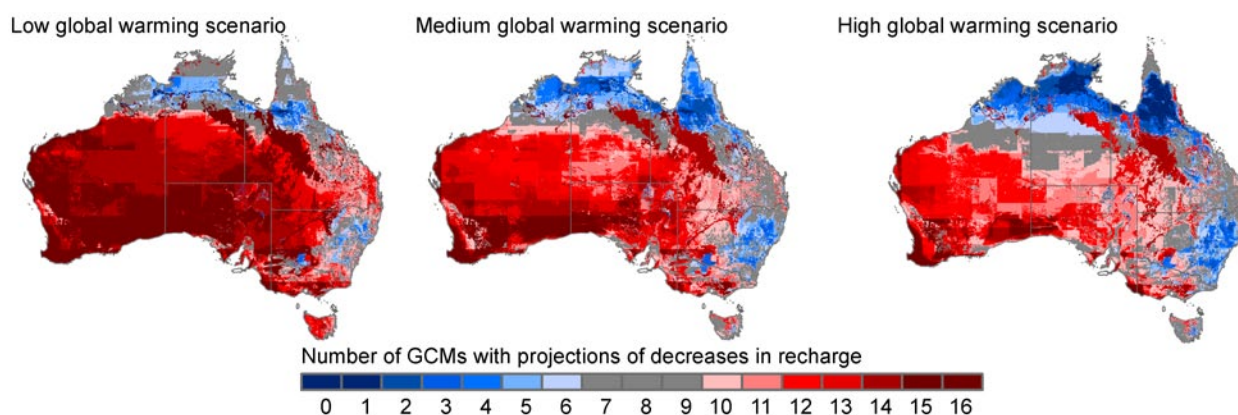 Low global warming scenario
Medium global warming scenario
High global warming scenario
Number of GCMs with projections of decreases in recharge
0 1 2 3 4 5 6 7 8 9 10 11 12 13 14 15 16